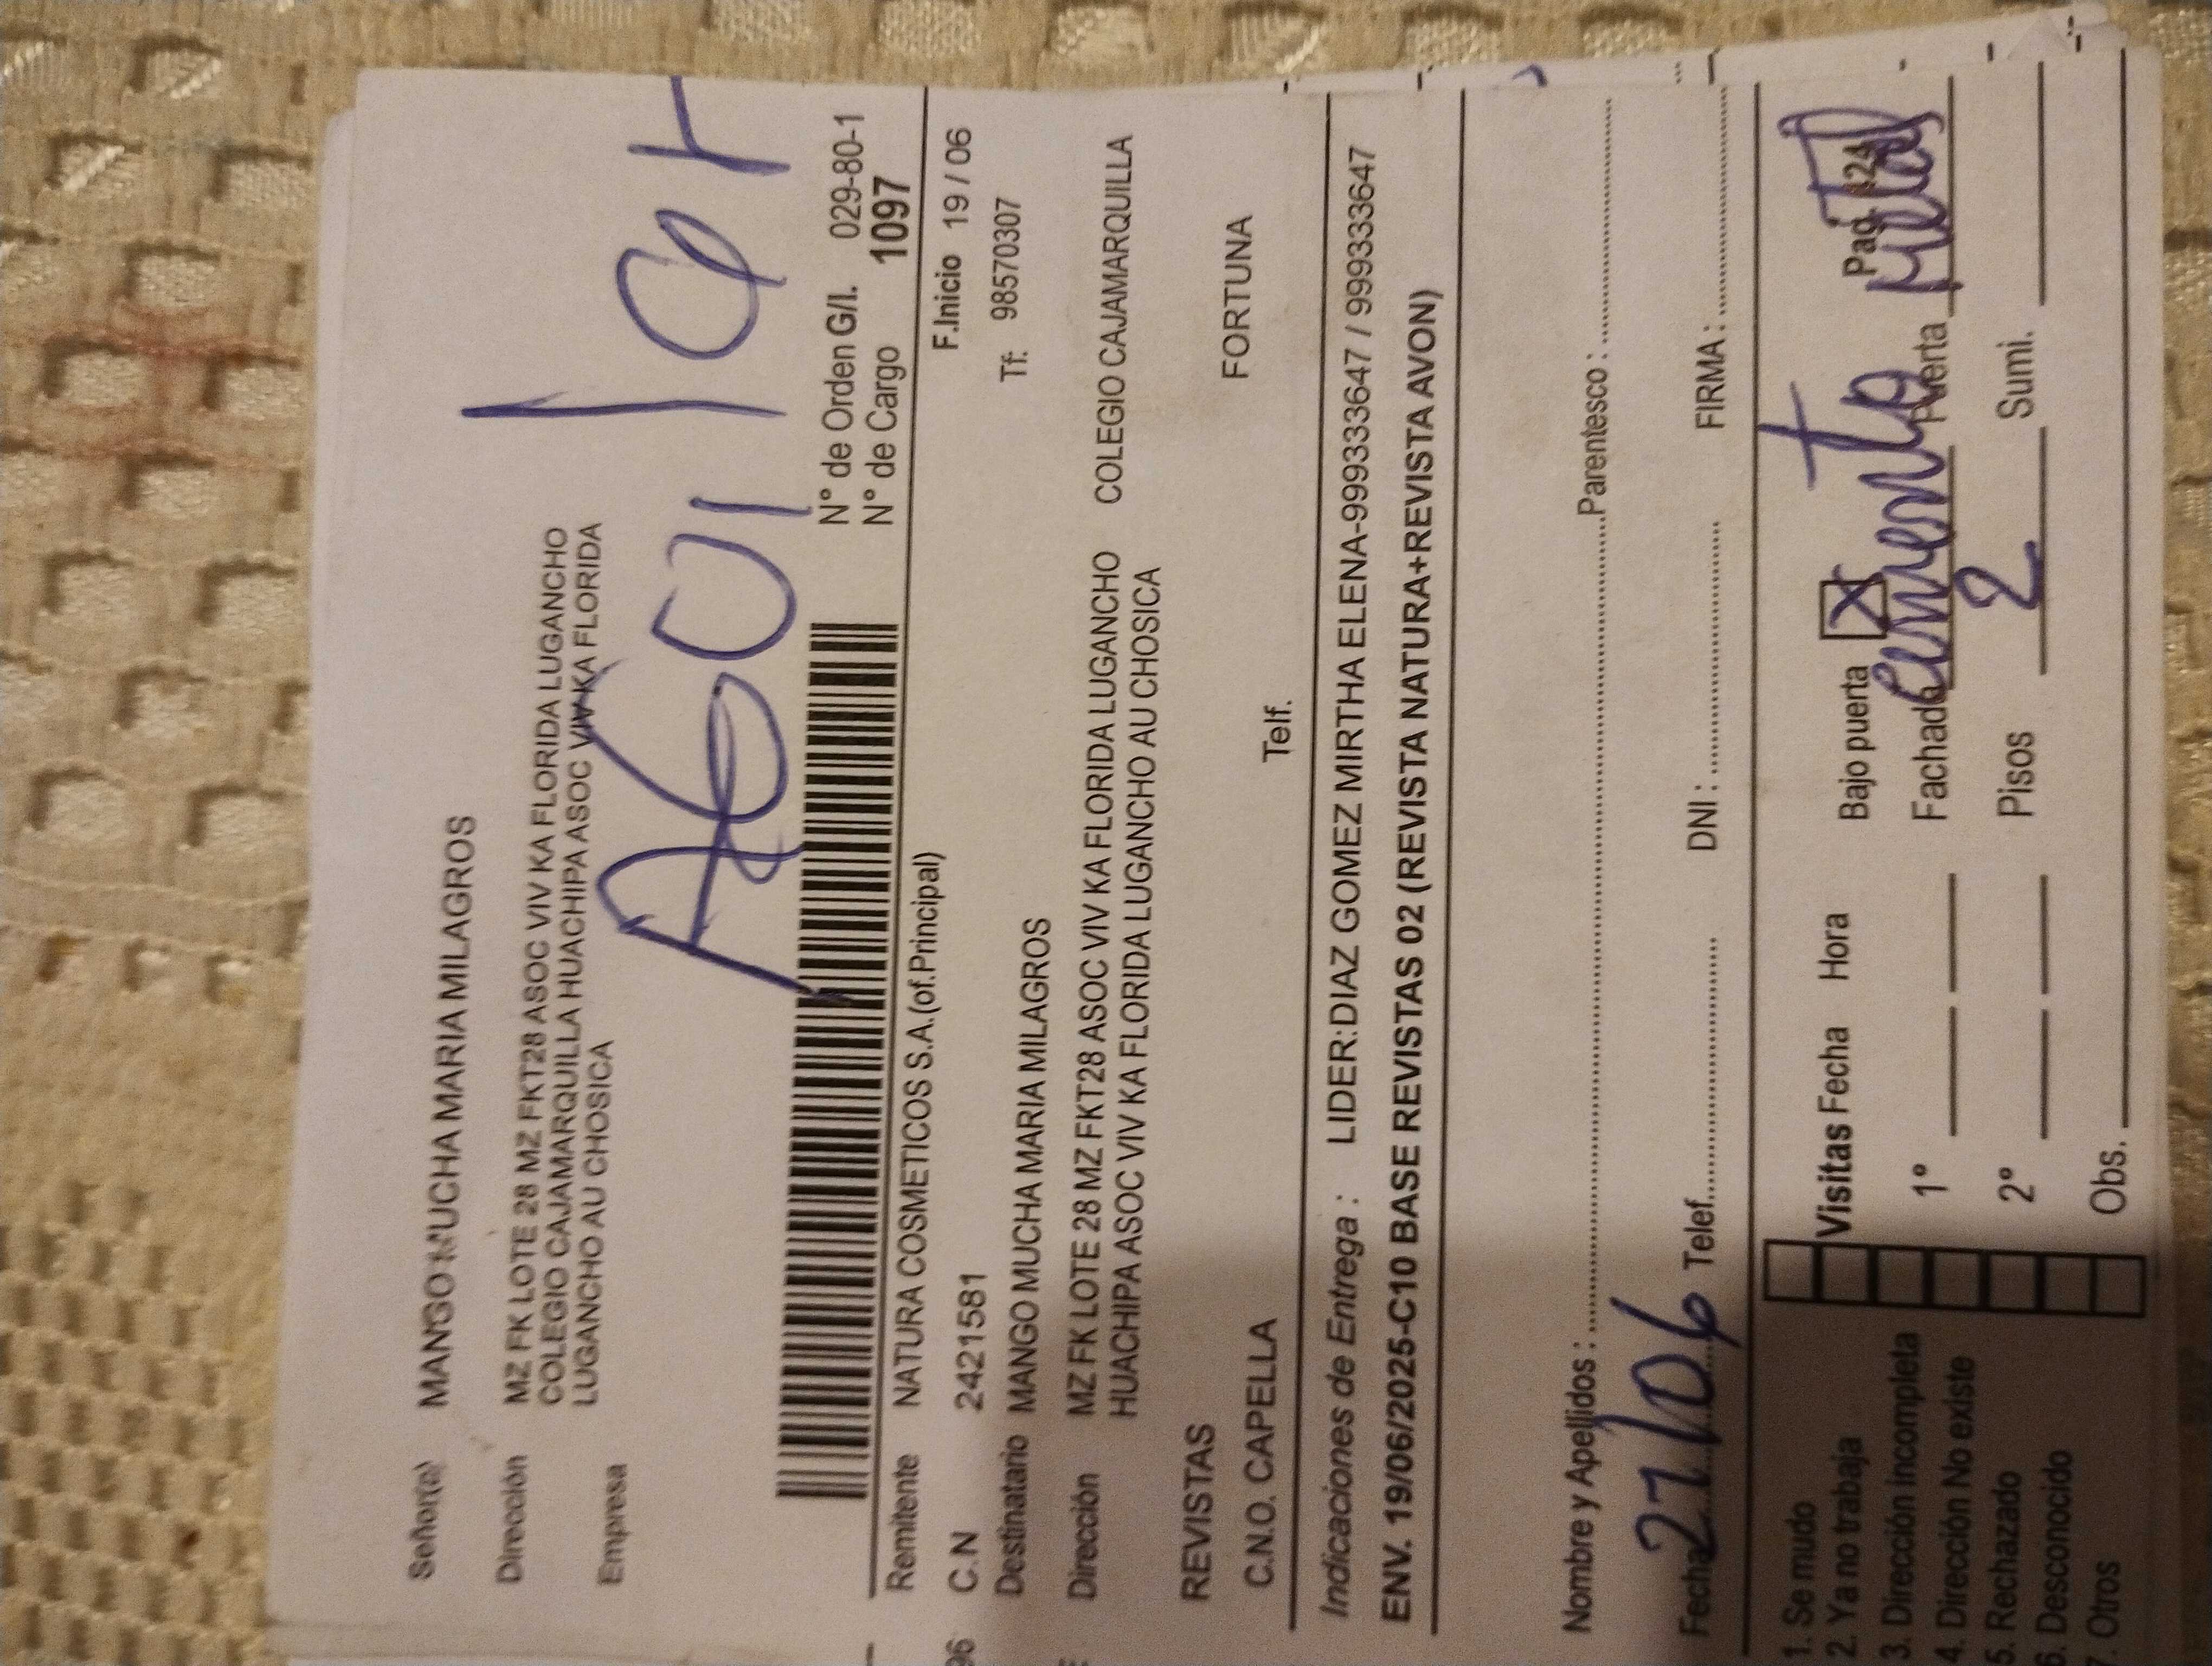 Señor(a) MANGO MUCHA MARIA MILAGROS
Dirección MZ FK LOTE 28 MZ FKT28 ASOC VIV KA FLORIDA LUGANCHO
COLEGIO CAJAMARQUILLA HUACHIPA ASOC VIV KA FLORIDA
LUGANCHO AU CHOSICA
Empresa
N° de Orden G/I. 029-80-1
N° de Cargo 1097
Remitente NATURA COSMETICOS S.A.(of.Principal) F.Inicio 19 / 06
C.N 2421581
Destinatario MANGO MUCHA MARIA MILAGROS Tf: 985570307
Dirección MZ FK LOTE 28 MZ FKT28 ASOC VIV KA FLORIDA LUGANCHO COLEGIO CAJAMARQUILLA
HUACHIPA ASOC VIV KA FLORIDA LUGANCHO AU CHOSICA
REVISTAS
C.N.O. CAPELLA Telf. FORTUNA
Indicaciones de Entrega : LIDER:DIAZ GOMEZ MIRTHA ELENA-999333647 / 999333647
ENV. 19/06/2025-C10 BASE REVISTAS 02 (REVISTA NATURA+REVISTA AVON)
Nombre y Apellidos : Parentesco :
Fecha 27/06 Telef. DNI : FIRMA :
1. Se mudo
2. Ya no trabaja Visitas Fecha Hora Bajo puerta X Pag. 424
3. Dirección incompleta 1° Fachada Cemento Puerta Metal
4. Dirección No existe
5. Rechazado 2° Pisos 2 Sumi.
6. Desconocido
7. Otros Obs.